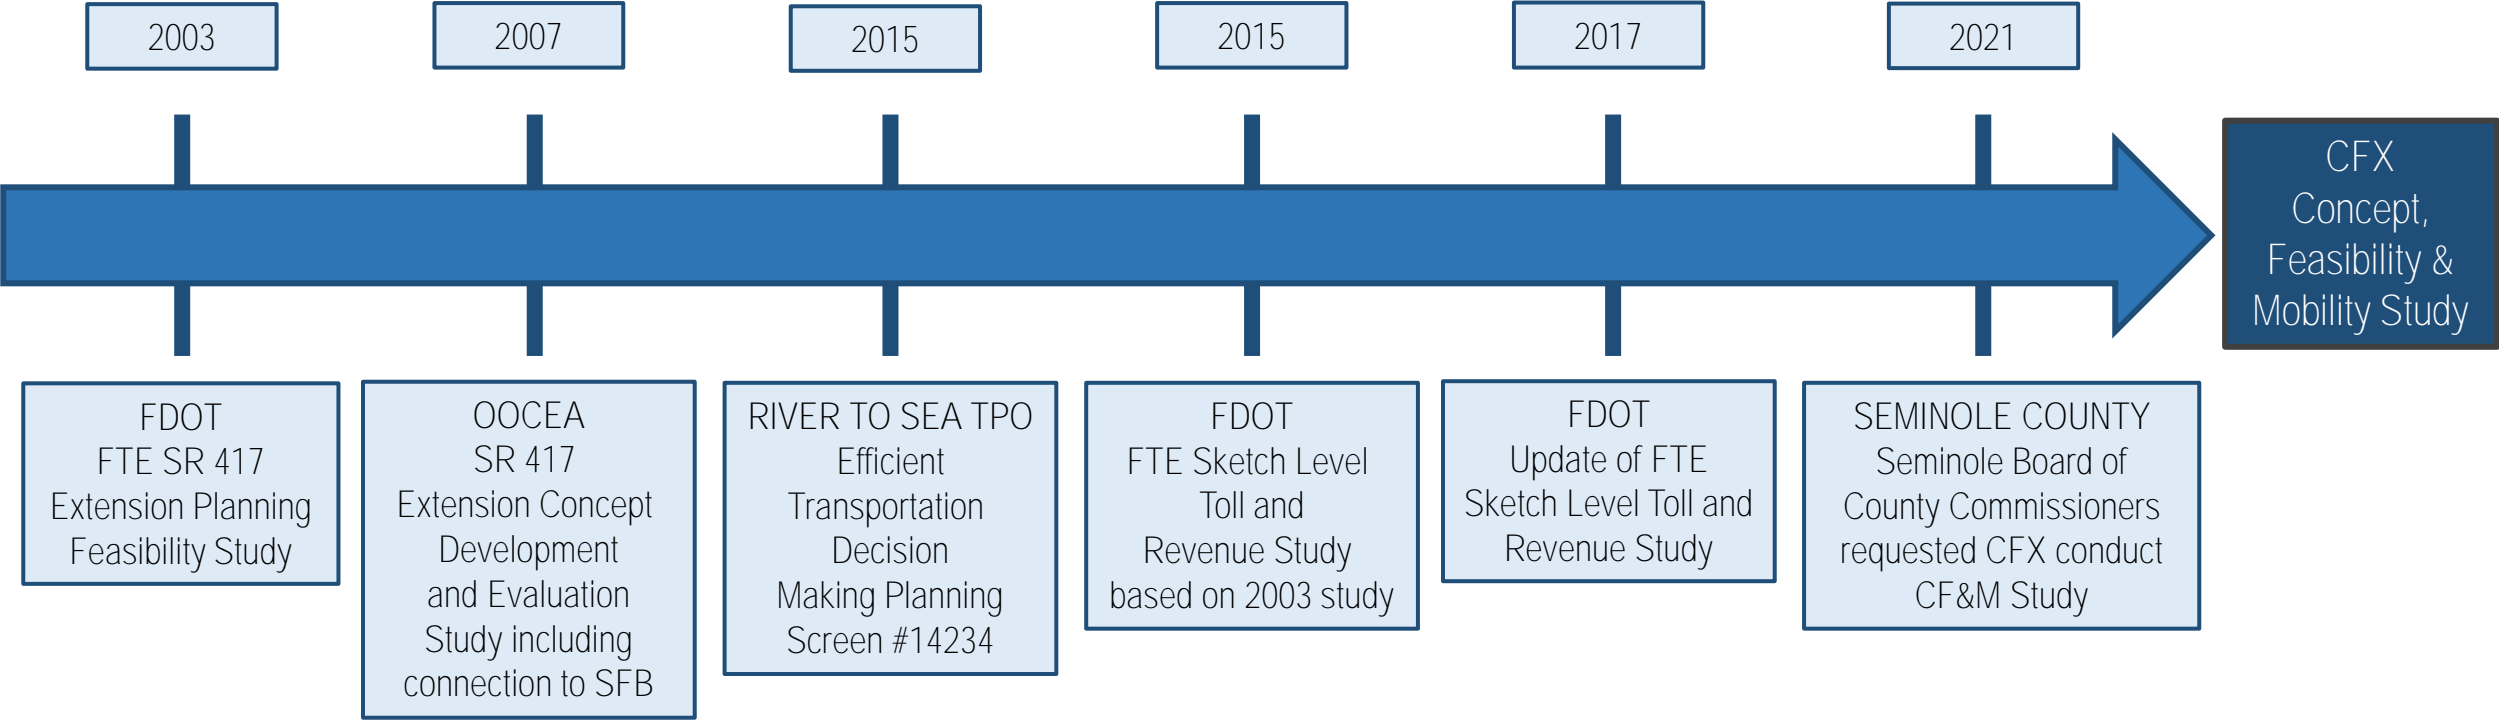 2003
2007
2015
2015
2017
2021
CFX
Concept,
Feasibility &
Mobility Study
FDOT
FTE SR 417
Extension Planning
Feasibility Study
OOCEA
SR 417
Extension Concept
Development
and Evaluation
Study including
connection to SFB
RIVER TO SEA TPO
Efficient
Transportation
Decision
Making Planning
Screen #14234
FDOT
FTE Sketch Level
Toll and
Revenue Study
based on 2003 study
FDOT
Update of FTE
Sketch Level Toll and
Revenue Study
SEMINOLE COUNTY
Seminole Board of
County Commissioners
requested CFX conduct
CF&M Study